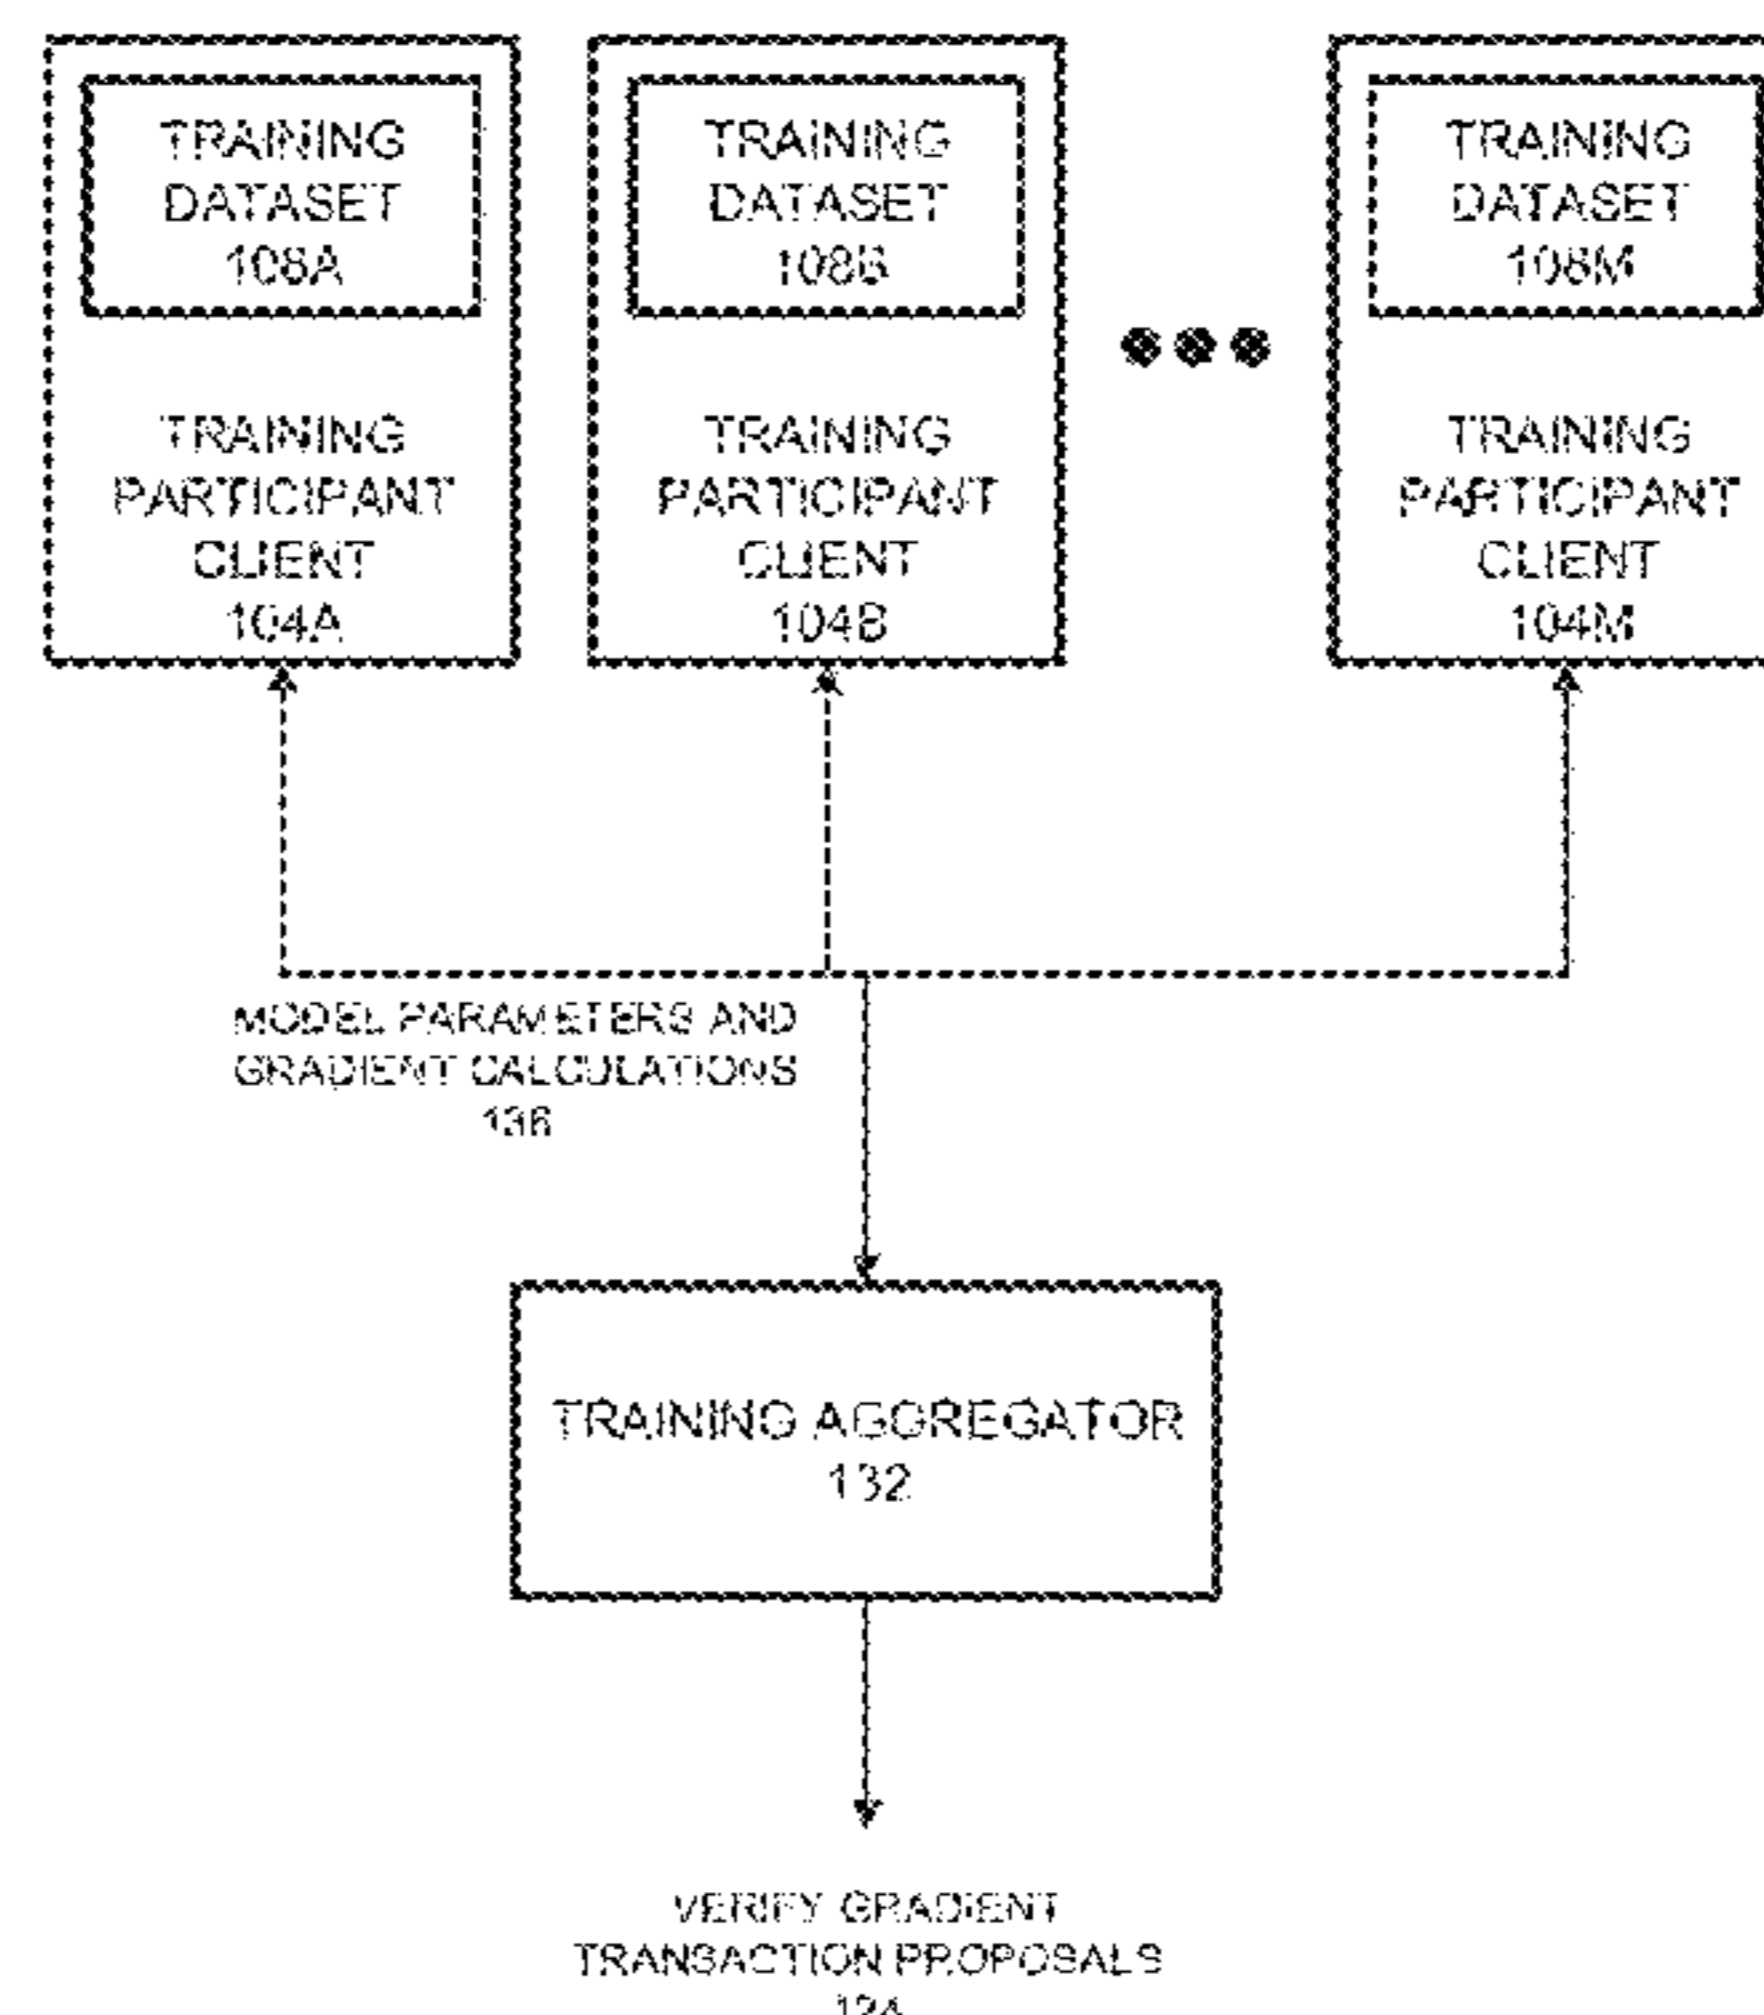 TRAINING
DATASET
108A
TRAINING
PARTICIPANT
CLIENT
104A
TRAINING
DATASET
108B
TRAINING
PARTICIPANT
CLIENT
104B
TRAINING
DATASET
108M
TRAINING
PARTICIPANT
CLIENT
104M
MODEL PARAMETERS AND
GRADIENT CALCULATIONS
136
TRAINING AGGREGATOR
132
VERIFY GRADIENT
TRANSACTION PROPOSALS